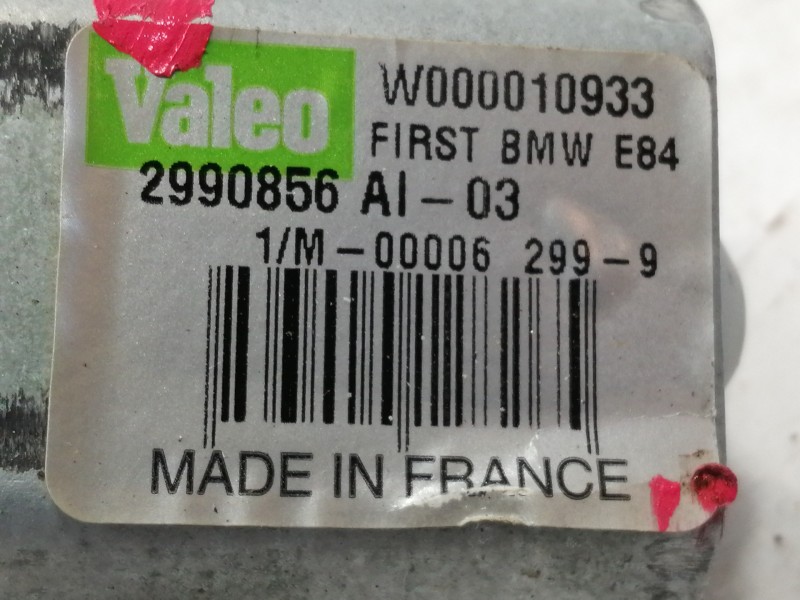 Valeo
W000010933
FIRST BMW E84
2990856 AI-03
1/M-00006 299-9
MADE IN FRANCE